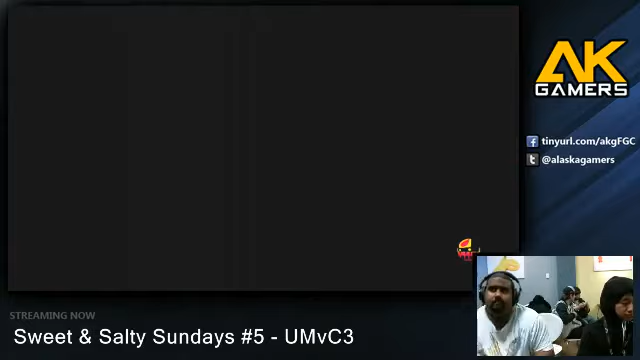 AK
GAMERS
tinyurl.com/akgFGC
@alaskagamers
STREAMING NOW
Sweet & Salty Sundays #5 - UMvC3